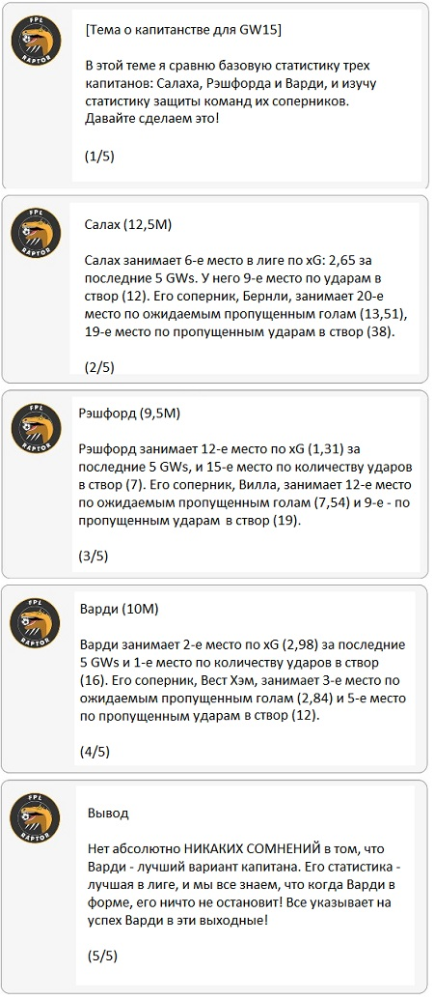 FPL
RAPTOR
[Тема о капитанстве для GW15]
В этой теме я сравню базовую статистику трех
капитанов: Салаха, Рэшфорда и Варди, и изучу
статистику защиты команд их соперников.
Давайте сделаем это!
(1/5)
FPL
RAPTOR
Салах (12,5М)
Салах занимает 6-е место в лиге по xG: 2,65 за
последние 5 GWs. У него 9-е место по ударам в
створ (12). Его соперник, Бернли, занимает 20-е
место по ожидаемым пропущенным голам (13,51),
19-е место по пропущенным ударам в створ (38).
(2/5)
FPL
RAPTOR
Рэшфорд (9,5М)
Рэшфорд занимает 12-е место по xG (1,31) за
последние 5 GWs, и 15-е место по количеству ударов
в створ (7). Его соперник, Вилла, занимает 12-е место
по ожидаемым пропущенным голам (7,54) и 9-е - по
пропущенным ударам в створ (19).
(3/5)
FPL
RAPTOR
Варди (10М)
Варди занимает 2-е место по xG (2,98) за последние
5 GWs и 1-е место по количеству ударов в створ
(16). Его соперник, Вест Хэм, занимает 3-е место по
ожидаемым пропущенным голам (2,84) и 5-е место
по пропущенным ударам в створ (12).
(4/5)
FPL
RAPTOR
Вывод
Нет абсолютно НИКАКИХ СОМНЕНИЙ в том, что
Варди - лучший вариант капитана. Его статистика -
лучшая в лиге, и мы все знаем, что когда Варди в
форме, его ничто не остановит! Все указывает на
успех Варди в эти выходные!
(5/5)